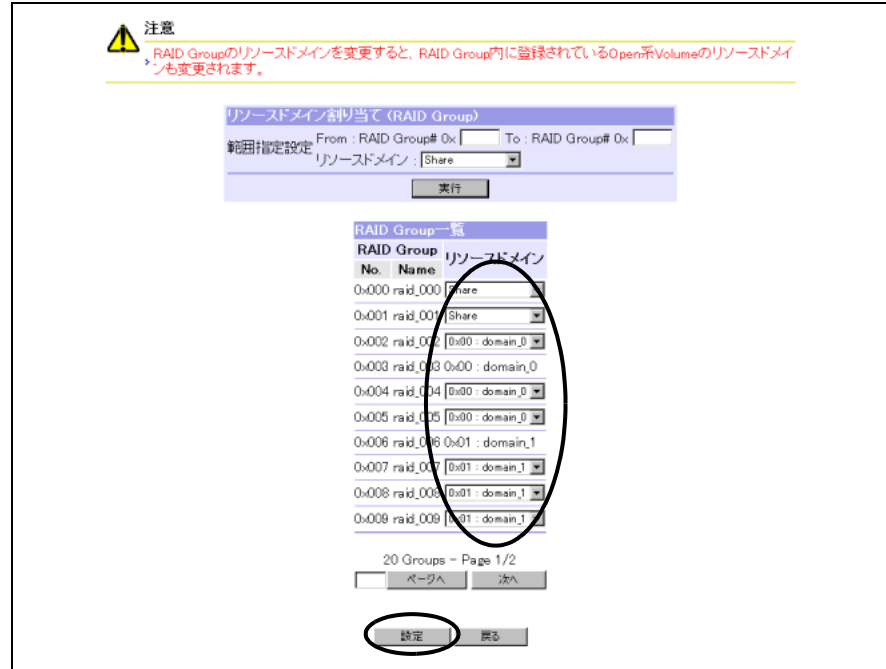 注意
RAID Groupのリソースドメインを変更すると、RAID Group内に登録されているOpen系Volumeのリソースドメイ
ンも変更されます。
リソースドメイン割り当て (RAID Group)
範囲指定設定 From : RAID Group# 0x To : RAID Group# 0x
リソースドメイン : Share
実行
RAID Group一覧
RAID Group リソースドメイン
No. Name
0x000 raid_000 Share
0x001 raid_001 Share
0x002 raid_002 0x00 : domain_0
0x003 raid_003 0x00 : domain_0
0x004 raid_004 0x00 : domain_0
0x005 raid_005 0x00 : domain_0
0x006 raid_006 0x01 : domain_1
0x007 raid_007 0x01 : domain_1
0x008 raid_008 0x01 : domain_1
0x009 raid_009 0x01 : domain_1
20 Groups - Page 1/2
ページへ 次へ
設定 戻る